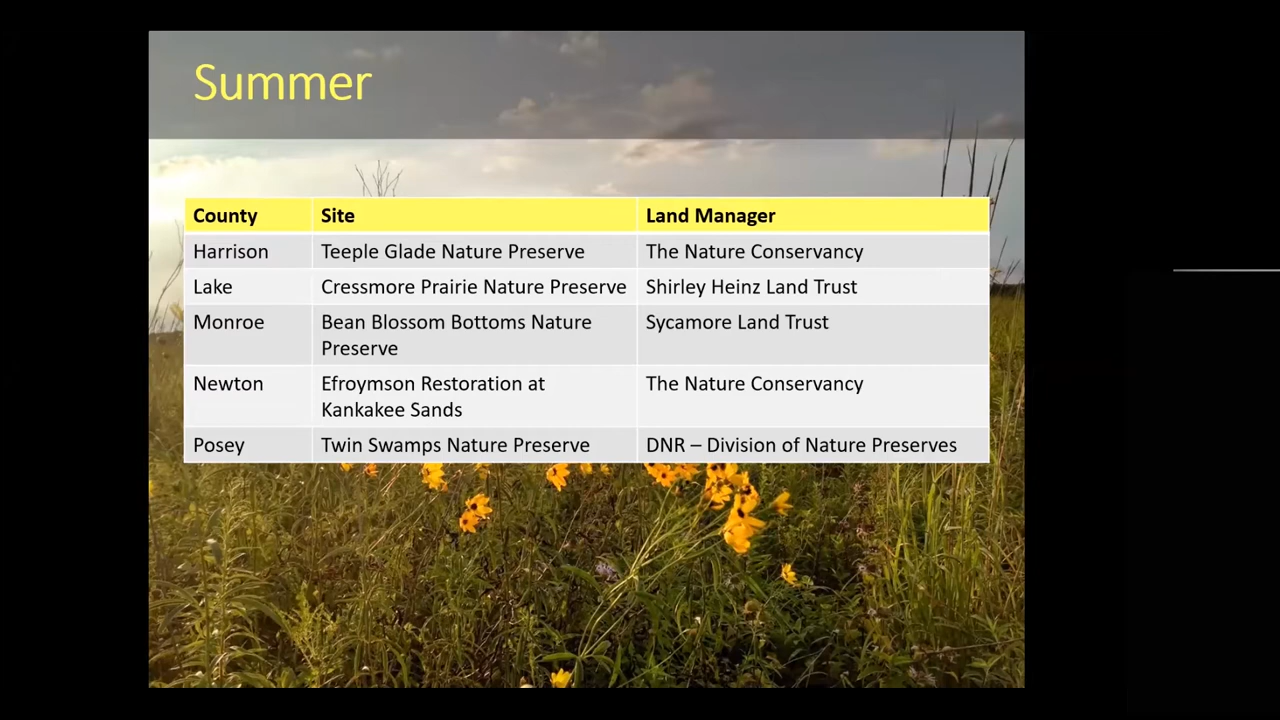 Summer
County Site Land Manager
Harrison Teeple Glade Nature Preserve The Nature Conservancy
Lake Cressmore Prairie Nature Preserve Shirley Heinz Land Trust
Monroe Bean Blossom Bottoms Nature Sycamore Land Trust
Preserve
Newton Efroymson Restoration at The Nature Conservancy
Kankakee Sands
Posey Twin Swamps Nature Preserve DNR – Division of Nature Preserves